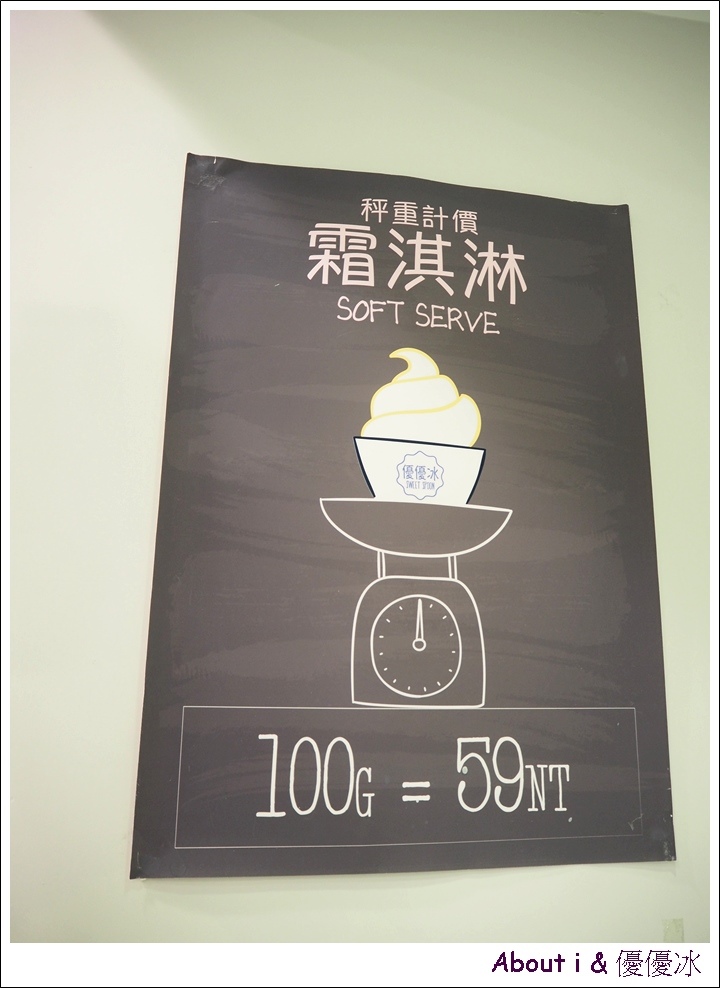 秤重計價
霜淇淋
SOFT SERVE
優優冰
SWEET SPOON
100G = 59NT
About i & 優優冰